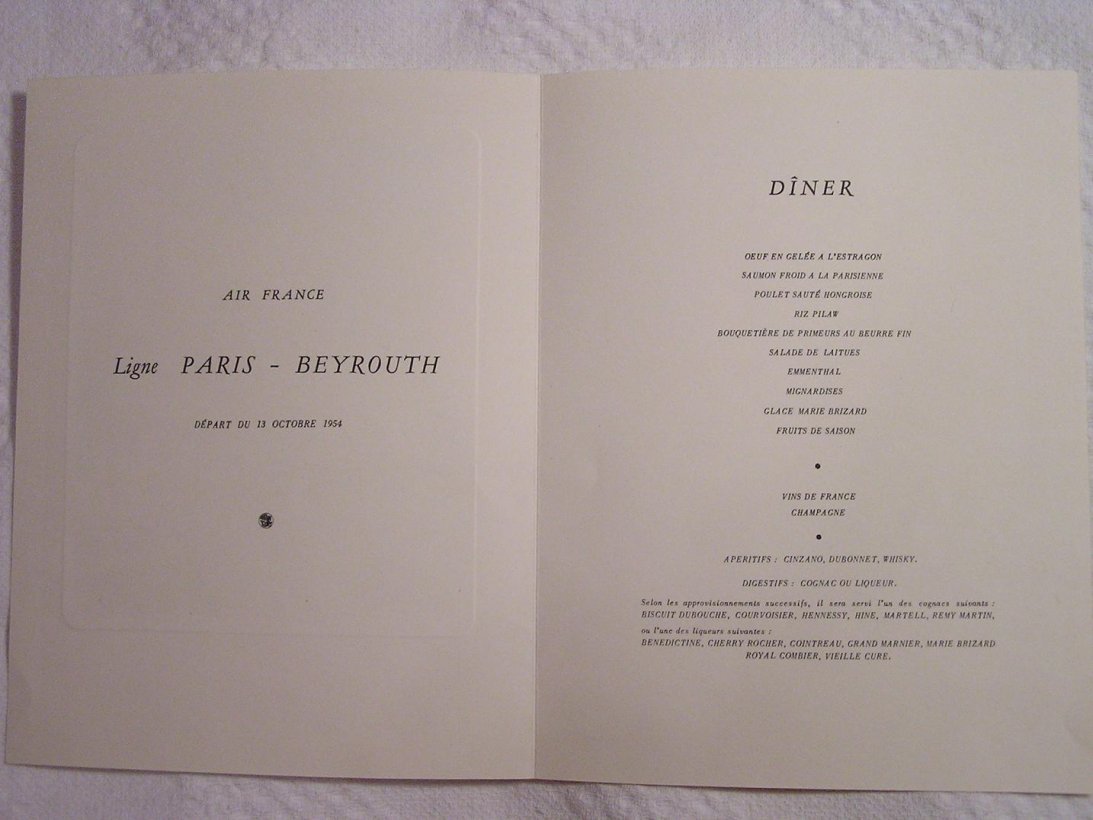 AIR FRANCE
Ligne PARIS - BEYROUTH
DÉPART DU 13 OCTOBRE 1954
DÎNER
OEUF EN GELÉE A L'ESTRAGON
SAUMON FROID A LA PARISIENNE
POULET SAUTÉ HONGROISE
RIZ PILAW
BOUQUETIÈRE DE PRIMEURS AU BEURRE FIN
SALADE DE LAITUES
EMMENTHAL
MIGNARDISES
GLACE MARIE BRIZARD
FRUITS DE SAISON
VINS DE FRANCE
CHAMPAGNE
APERITIFS : CINZANO, DUBONNET, WHISKY.
DIGESTIFS : COGNAC OU LIQUEUR.
Selon les approvisionnements successifs, il sera servi l'un des cognacs suivants :
BISCUIT DUBOUCHE, COURVOISIER, HENNESSY, HINE, MARTELL, REMY MARTIN,
ou l'une des liqueurs suivantes :
BENEDICTINE, CHERRY ROCHER, COINTREAU, GRAND MARNIER, MARIE BRIZARD
ROYAL COMBIER, VIEILLE CURE.